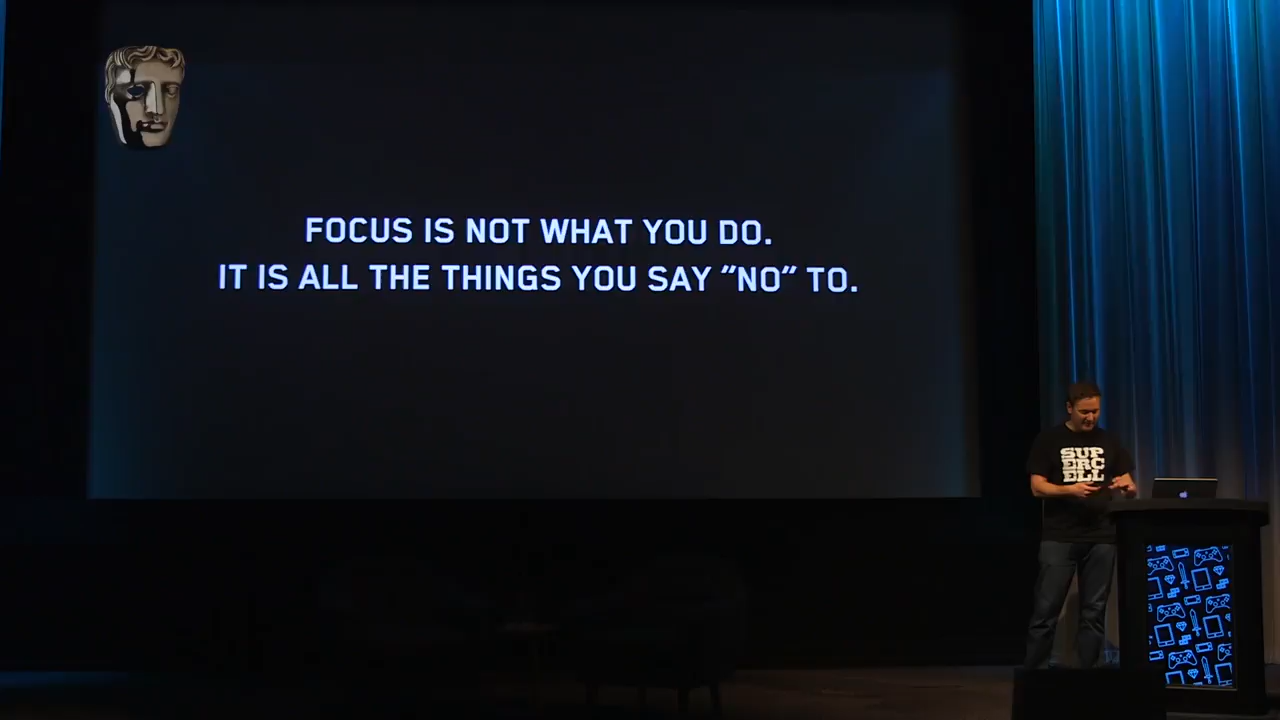 FOCUS IS NOT WHAT YOU DO.
IT IS ALL THE THINGS YOU SAY “NO” TO.
SUP
ERC
ELL